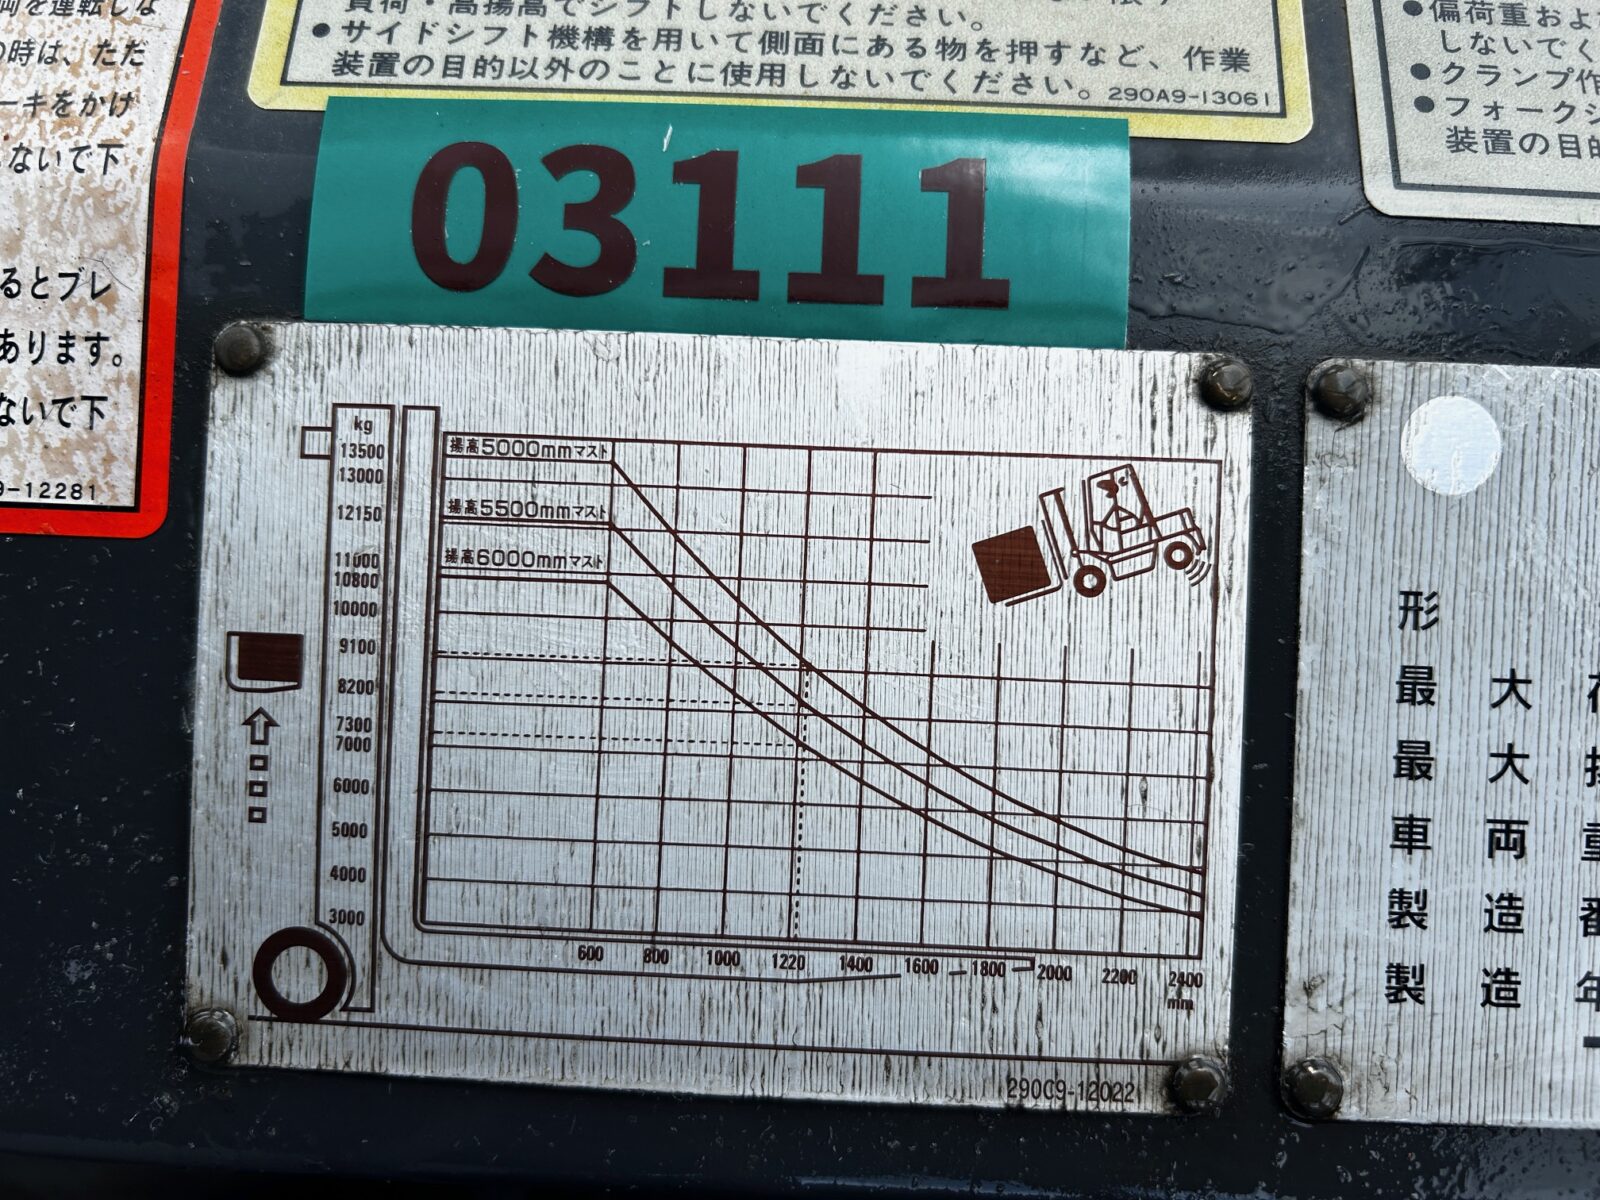 両を運転しな
の時は、ただ
ーキをかけ
しないで下
るとブレ
あります。
ないで下
9-12281
負荷・高揚高でシフトしないでください。
●サイドシフト機構を用いて側面にある物を押すなど、作業
装置の目的以外のことに使用しないでください。
290A9-13061
●偏荷重およ
しないでく
●クランプ作
●フォークシ
装置の目的
03111
kg
13500
13000
12150
11000
10800
10000
9100
8200
7300
7000
6000
5000
4000
3000
揚高5000mmマスト
揚高5500mmマスト
揚高6000mmマスト
600 800 1000 1220 1400 1600 1800 2000 2200 2400
mm
290C9-12022
形
最大
最大
車両
製造
製造